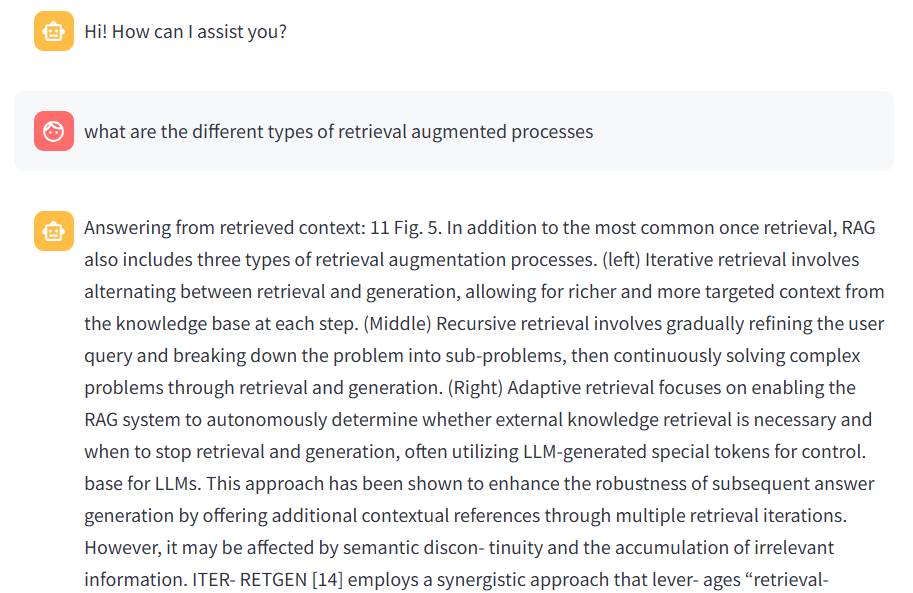 Hi! How can I assist you?
what are the different types of retrieval augmented processes
Answering from retrieved context: 11 Fig. 5. In addition to the most common once retrieval, RAG
also includes three types of retrieval augmentation processes. (left) Iterative retrieval involves
alternating between retrieval and generation, allowing for richer and more targeted context from
the knowledge base at each step. (Middle) Recursive retrieval involves gradually refining the user
query and breaking down the problem into sub-problems, then continuously solving complex
problems through retrieval and generation. (Right) Adaptive retrieval focuses on enabling the
RAG system to autonomously determine whether external knowledge retrieval is necessary and
when to stop retrieval and generation, often utilizing LLM-generated special tokens for control.
base for LLMs. This approach has been shown to enhance the robustness of subsequent answer
generation by offering additional contextual references through multiple retrieval iterations.
However, it may be affected by semantic discon- tinuity and the accumulation of irrelevant
information. ITER- RETGEN [14] employs a synergistic approach that lever- ages “retrieval-